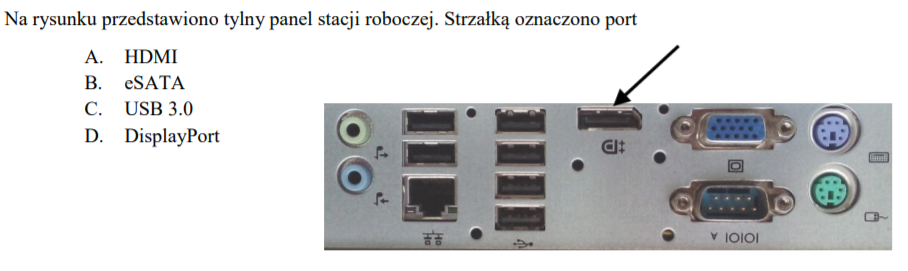 Na rysunku przedstawiono tylny panel stacji roboczej. Strzałką oznaczono port
A. HDMI
B. eSATA
C. USB 3.0
D. DisplayPort
IOIOI A